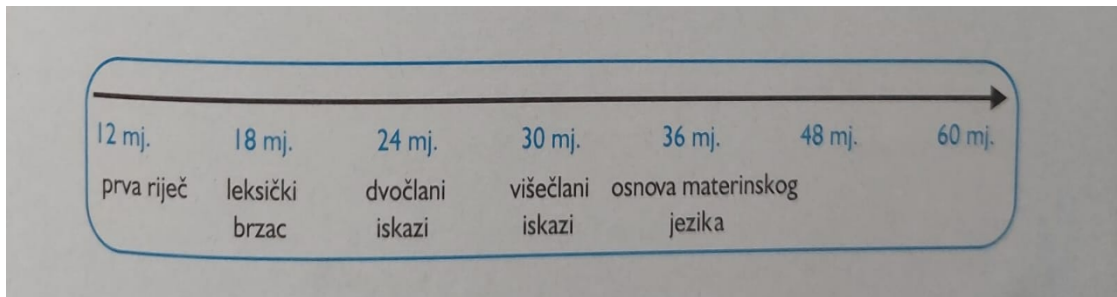 12 mj. 18 mj. 24 mj. 30 mj. 36 mj. 48 mj. 60 mj.
prva riječ leksički dvočlani višečlani osnova materinskog
brzac iskazi iskazi jezika